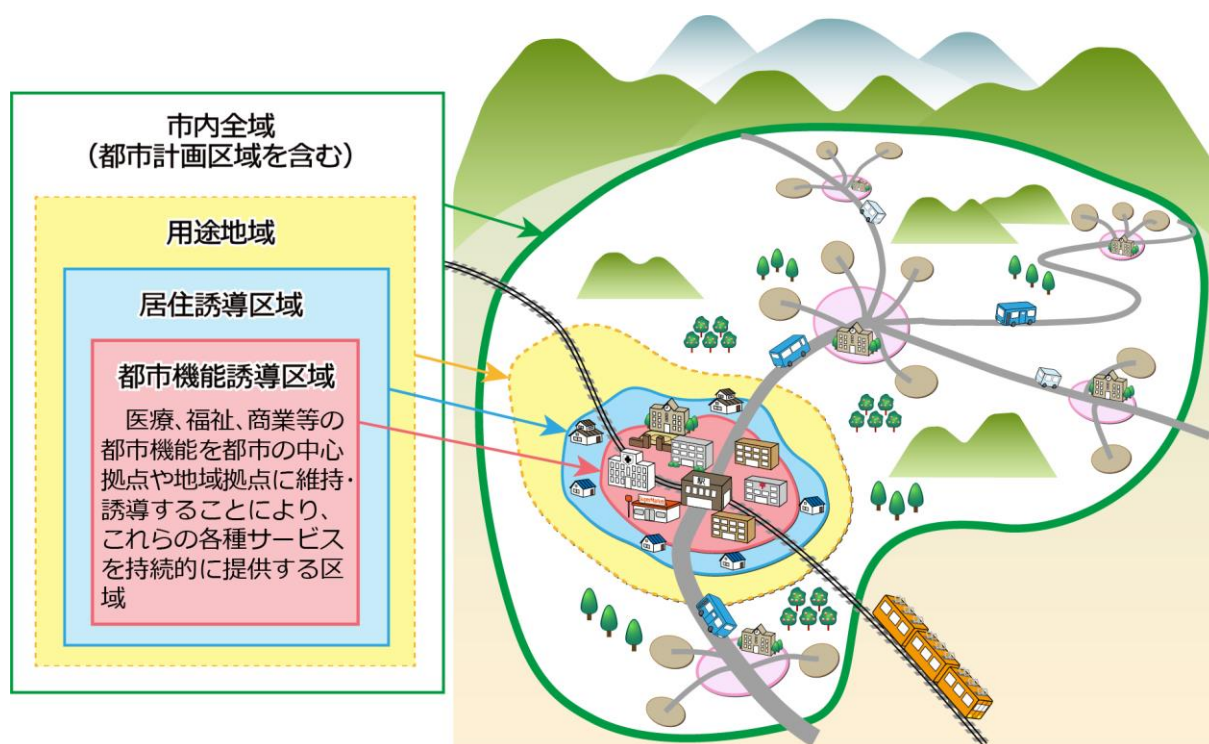 市内全域
（都市計画区域を含む）
用途地域
居住誘導区域
都市機能誘導区域
医療、福祉、商業等の
都市機能を都市の中心
拠点や地域拠点に維持・
誘導することにより、
これらの各種サービス
を持続的に提供する区
域
駅